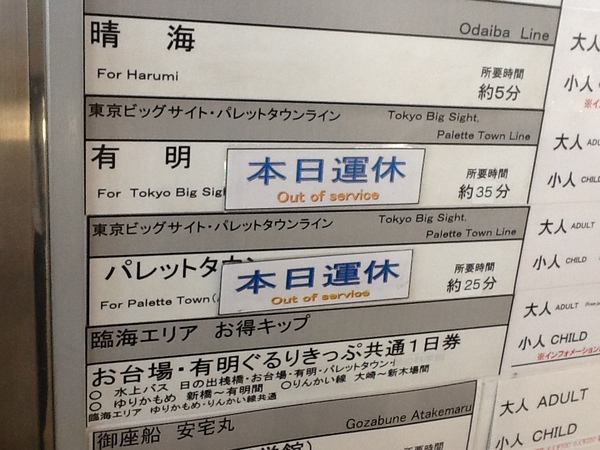 Odaiba Line
晴海
大人
For Harumi
所要時間
約5分
小人
東京ビッグサイト・パレットタウンライン
Tokyo Big Sight,
Palette Town Line
大人 ADULT
有明
本日運休
Out of service
For Tokyo Big
所要時間
約35分
小人 CHILD
東京ビッグサイト・パレットタウンライン
Tokyo Big Sight,
Palette Town Line
大人 ADULT
パレットタウン
本日運休
Out of service
For Palette Town
所要時間
約25分
小人 CHILD
臨海エリア お得キップ
大人 ADULT
お台場・有明ぐるりきっぷ共通1日券
小人 CHILD
○ 水上バス 日の出桟橋・お台場・有明・パレットタウン
○ ゆりかもめ 新橋~有明間 ○りんかい線 大崎~新木場間
臨海エリア ゆりかもめ・りんかい線共通
御座船 安宅丸
Gozabune Atakemaru
大人 ADULT
所要時間
小人 CHILD